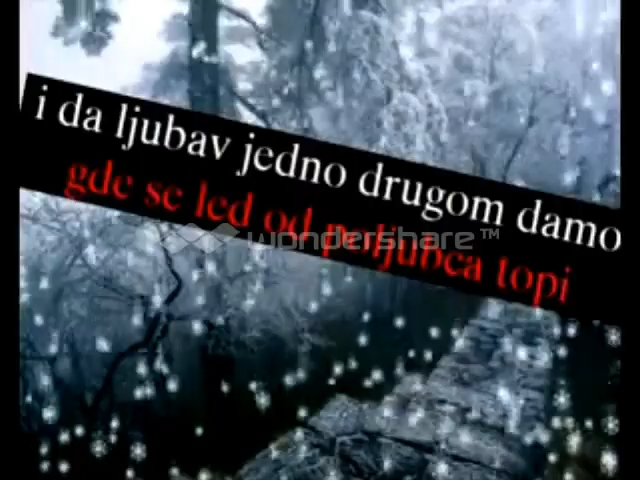 i da ljubav jedno drugom damo
gde se led od poljubca topi
wondershare™